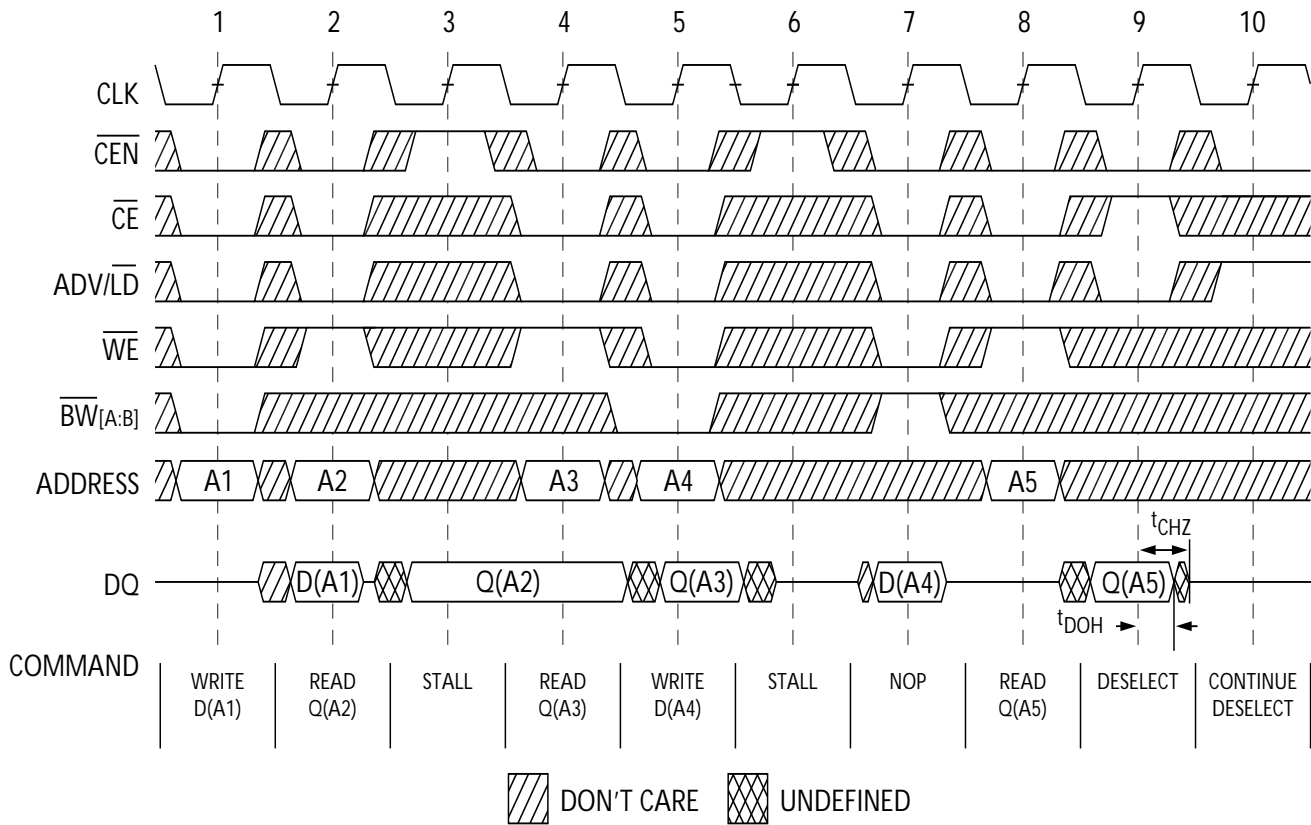 1 2 3 4 5 6 7 8 9 10
CLK
CEN
CE
ADV/LD
WE
BW[A:B]
ADDRESS A1 A2 A3 A4 A5
tCHZ
DQ D(A1) Q(A2) Q(A3) D(A4) Q(A5)
tDOH
COMMAND
WRITE D(A1)
READ Q(A2)
STALL
READ Q(A3)
WRITE D(A4)
STALL
NOP
READ Q(A5)
DESELECT
CONTINUE DESELECT
DON'T CARE UNDEFINED